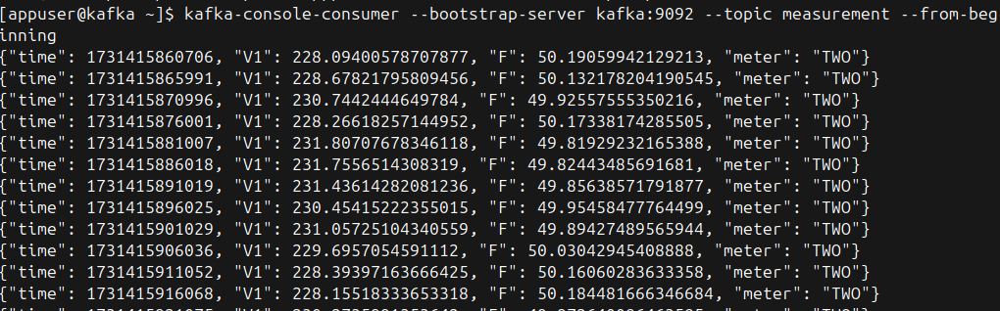 [appuser@kafka ~]$ kafka-console-consumer --bootstrap-server kafka:9092 --topic measurement --from-beg
inning
{"time": 1731415860706, "V1": 228.09400578707877, "F": 50.19059942129213, "meter": "TWO"}
{"time": 1731415865991, "V1": 228.67821795809456, "F": 50.132178204190545, "meter": "TWO"}
{"time": 1731415870996, "V1": 230.7442444649784, "F": 49.92557555350216, "meter": "TWO"}
{"time": 1731415876001, "V1": 228.26618257144952, "F": 50.17338174285505, "meter": "TWO"}
{"time": 1731415881007, "V1": 231.80707678346118, "F": 49.81929232165388, "meter": "TWO"}
{"time": 1731415886018, "V1": 231.7556514308319, "F": 49.82443485691681, "meter": "TWO"}
{"time": 1731415891019, "V1": 231.43614282081236, "F": 49.85638571791877, "meter": "TWO"}
{"time": 1731415896025, "V1": 230.45415222355015, "F": 49.95458477764499, "meter": "TWO"}
{"time": 1731415901029, "V1": 231.05725104340559, "F": 49.89427489565944, "meter": "TWO"}
{"time": 1731415906036, "V1": 229.6957054591112, "F": 50.03042945408888, "meter": "TWO"}
{"time": 1731415911052, "V1": 228.39397163666425, "F": 50.16060283633358, "meter": "TWO"}
{"time": 1731415916068, "V1": 228.15518333653318, "F": 50.184481666346684, "meter": "TWO"}